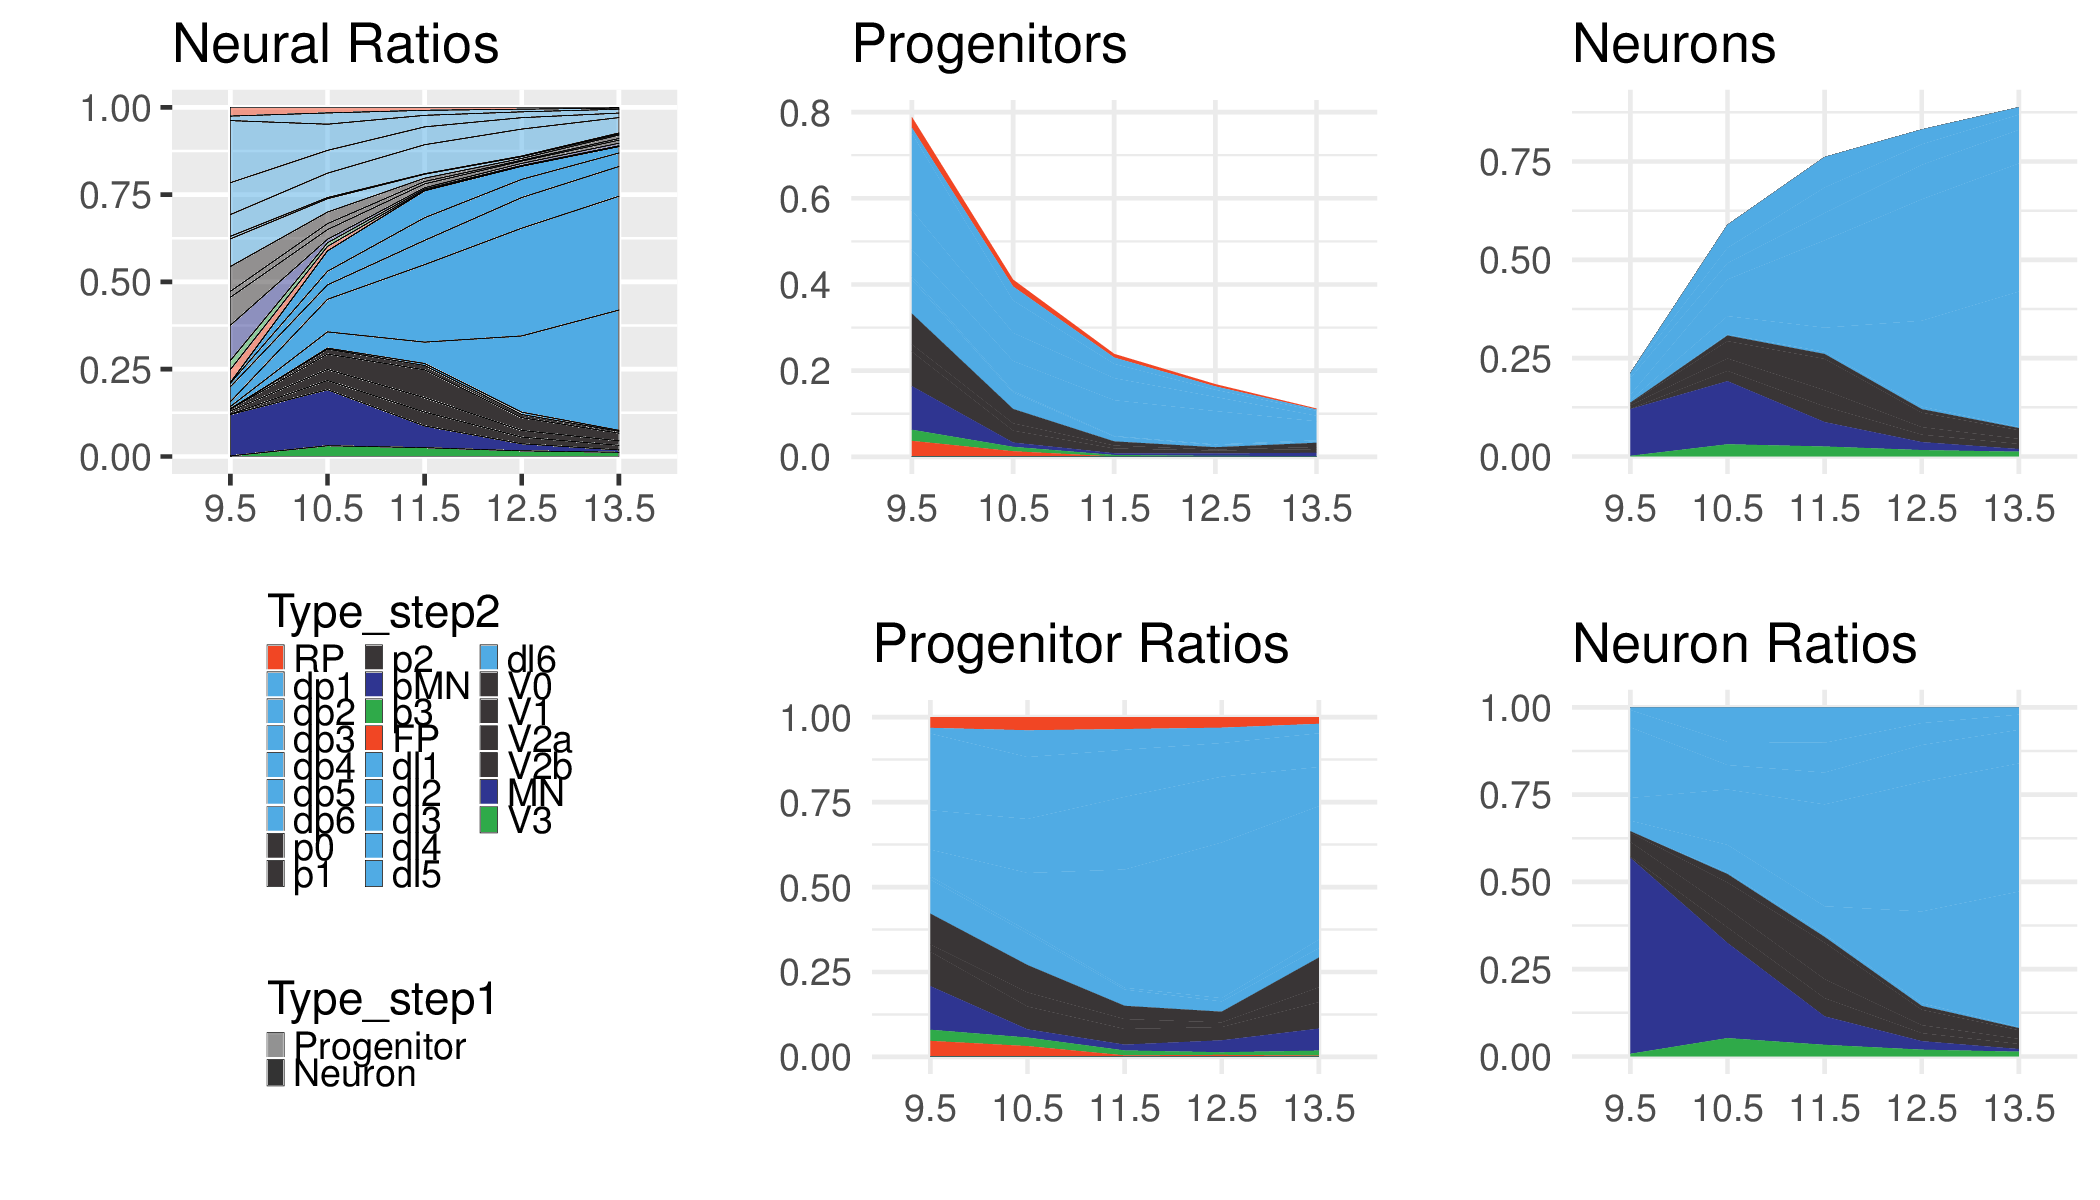 Neural Ratios
1.00
0.75
0.50
0.25
0.00
9.5 10.5 11.5 12.5 13.5
Progenitors
0.8
0.6
0.4
0.2
0.0
9.5 10.5 11.5 12.5 13.5
Neurons
0.75
0.50
0.25
0.00
9.5 10.5 11.5 12.5 13.5
Type_step2
RP p2 dl6
dp1 pMN V0
dp2 p3 V1
dp3 FP V2a
dp4 dl1 V2b
dp5 dl2 MN
dp6 dl3 V3
p0 dl4
p1 dl5
Type_step1
Progenitor
Neuron
Progenitor Ratios
1.00
0.75
0.50
0.25
0.00
9.5 10.5 11.5 12.5 13.5
Neuron Ratios
1.00
0.75
0.50
0.25
0.00
9.5 10.5 11.5 12.5 13.5